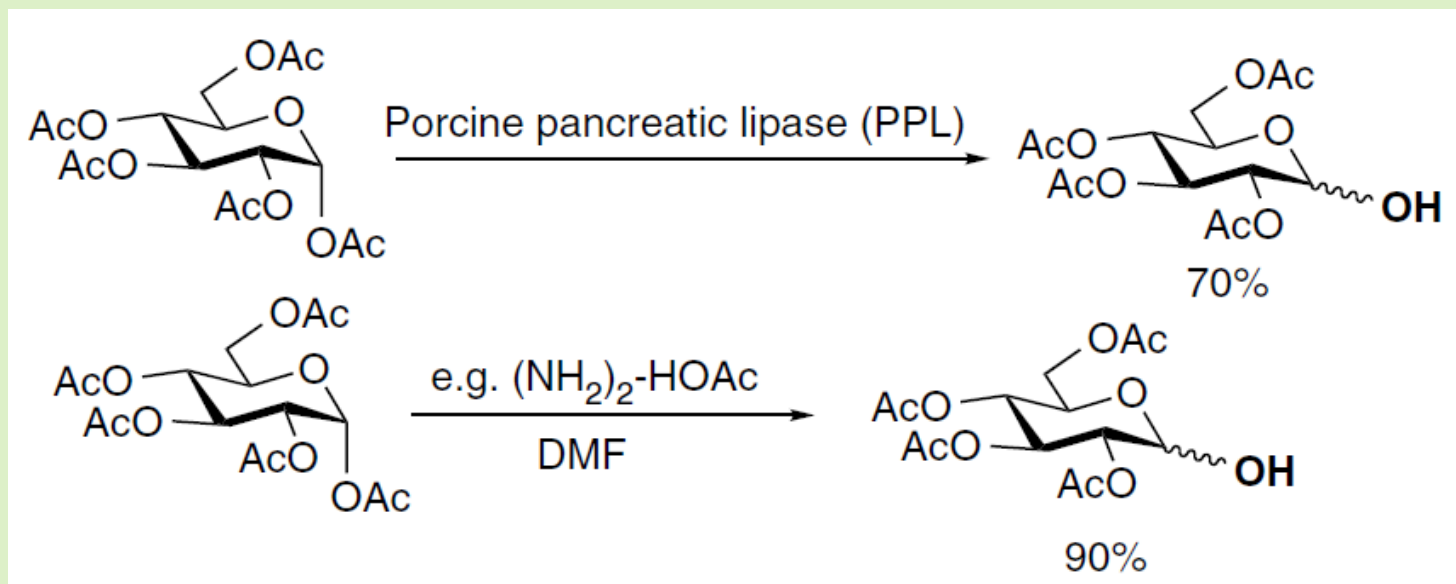 OAc
AcO
O
AcO
AcO
OAc
Porcine pancreatic lipase (PPL)
OAc
AcO
O
AcO
AcO
OH
70%
OAc
AcO
O
AcO
AcO
OAc
e.g. (NH₂)₂-HOAc
DMF
OAc
AcO
O
AcO
AcO
OH
90%